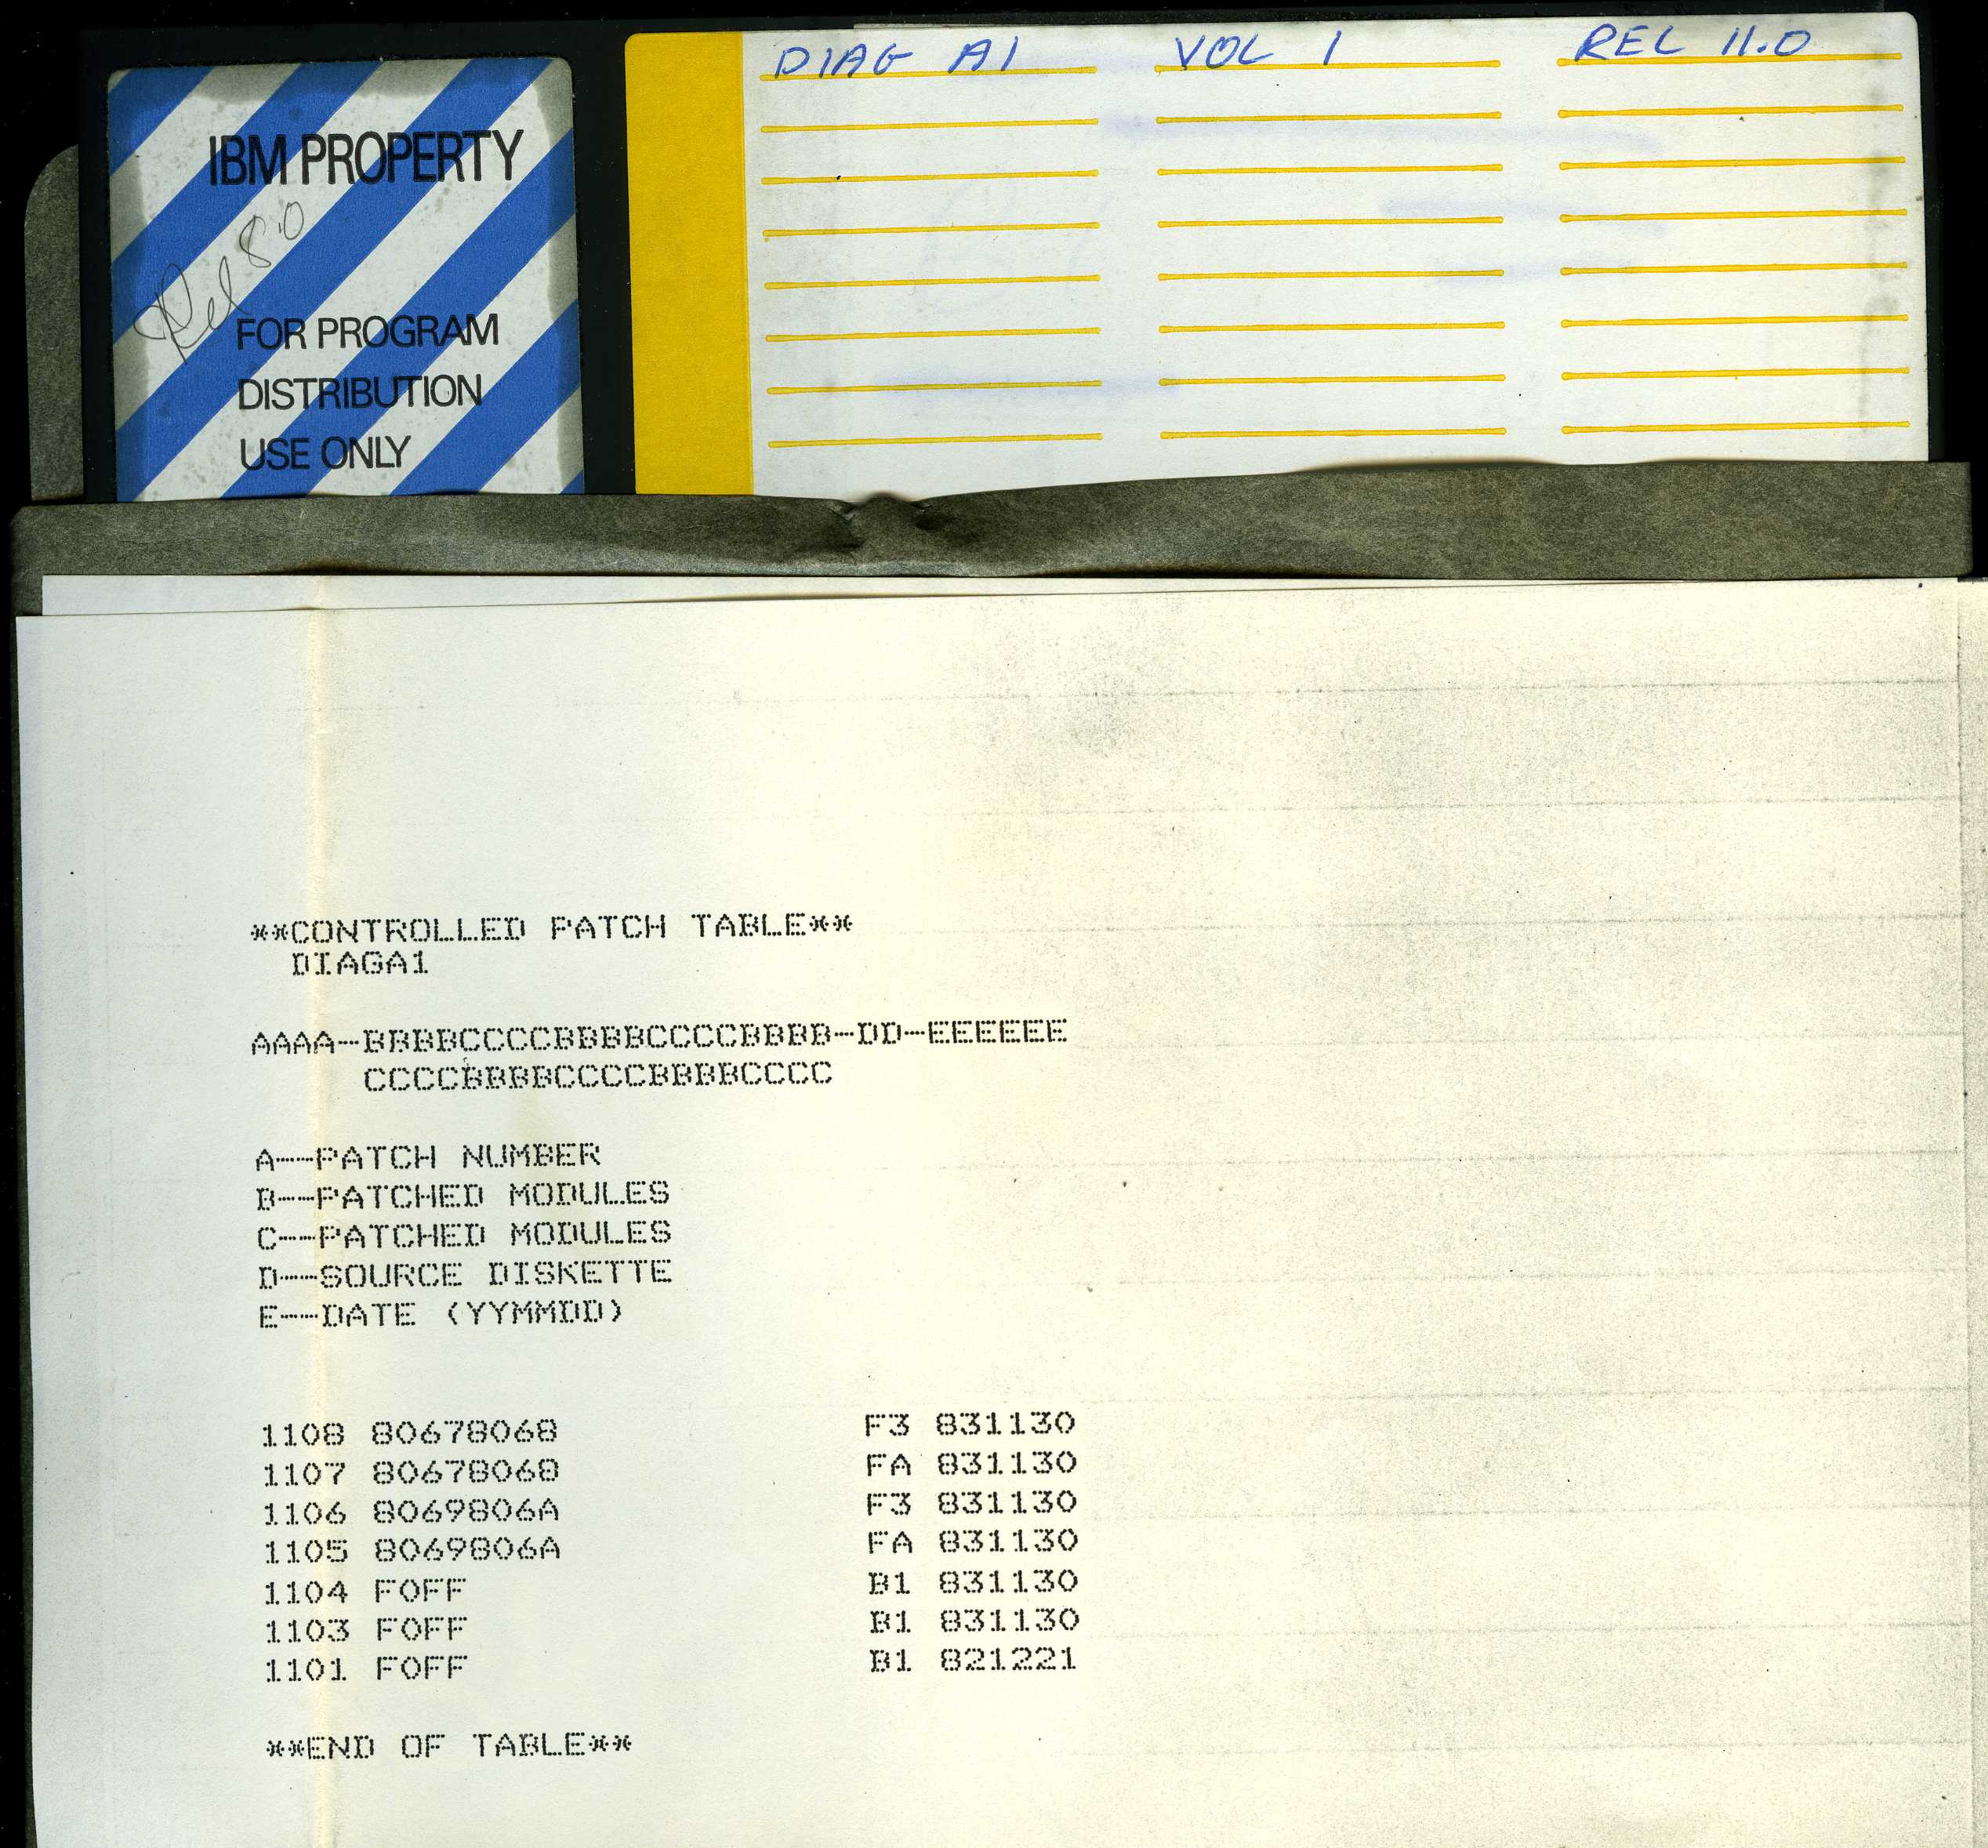 DIAG A1 VOL 1 REL 11.0
IBM PROPERTY
Rel 8.0
FOR PROGRAM
DISTRIBUTION
USE ONLY
**CONTROLLED PATCH TABLE**
DIAGA1
AAAA--BBBBCCCCBBBBCCCCBBBB--DD--EEEEEE
CCCCBBBBCCCCBBBBCCCC
A--PATCH NUMBER
B--PATCHED MODULES
C--PATCHED MODULES
D--SOURCE DISKETTE
E--DATE (YYMMDD)
1108 80678068 F3 831130
1107 80678068 FA 831130
1106 8069806A F3 831130
1105 8069806A FA 831130
1104 F0FF B1 831130
1103 F0FF B1 831130
1101 F0FF B1 821221
**END OF TABLE**